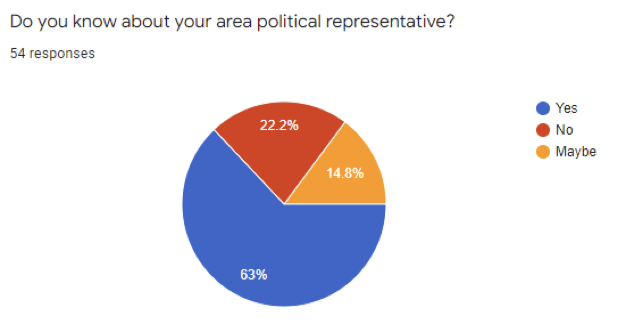 Do you know about your area political representative?
54 responses
Yes
No
Maybe
22.2%
14.8%
63%